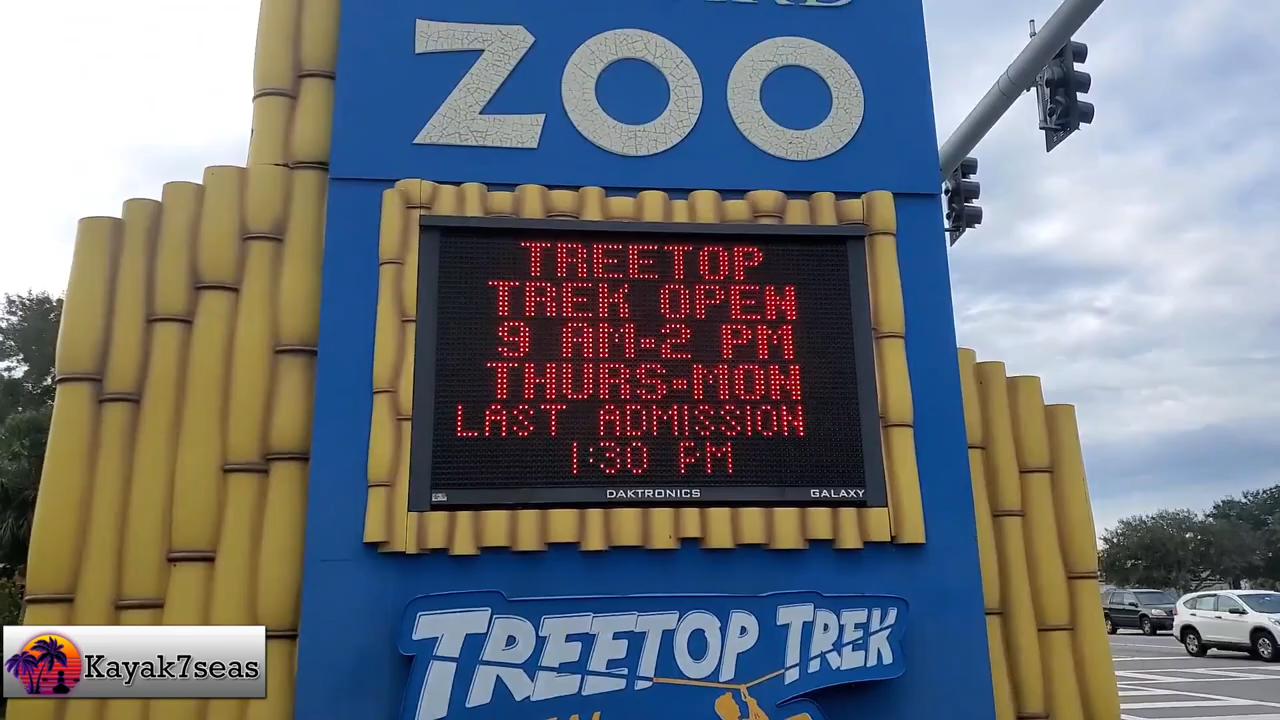 ZOO
TREETOP
TREK OPEN
9 AM-2 PM
THURS-MON
LAST ADMISSION
1:30 PM
DAKTRONICS GALAXY
TREETOP TREK
Kayak7seas